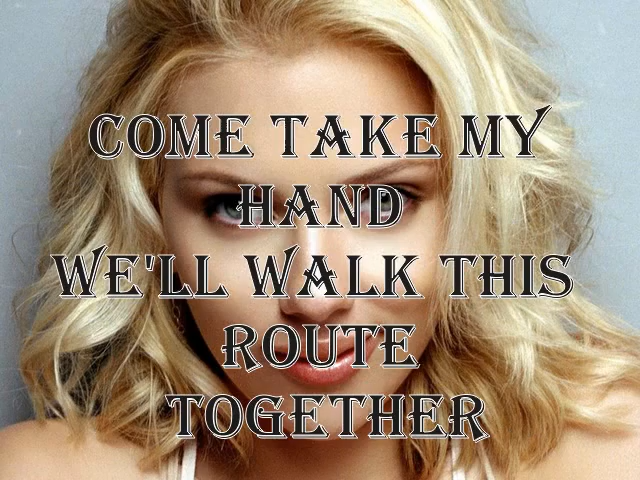 COME TAKE MY
HAND
WE'LL WALK THIS
ROUTE
TOGETHER